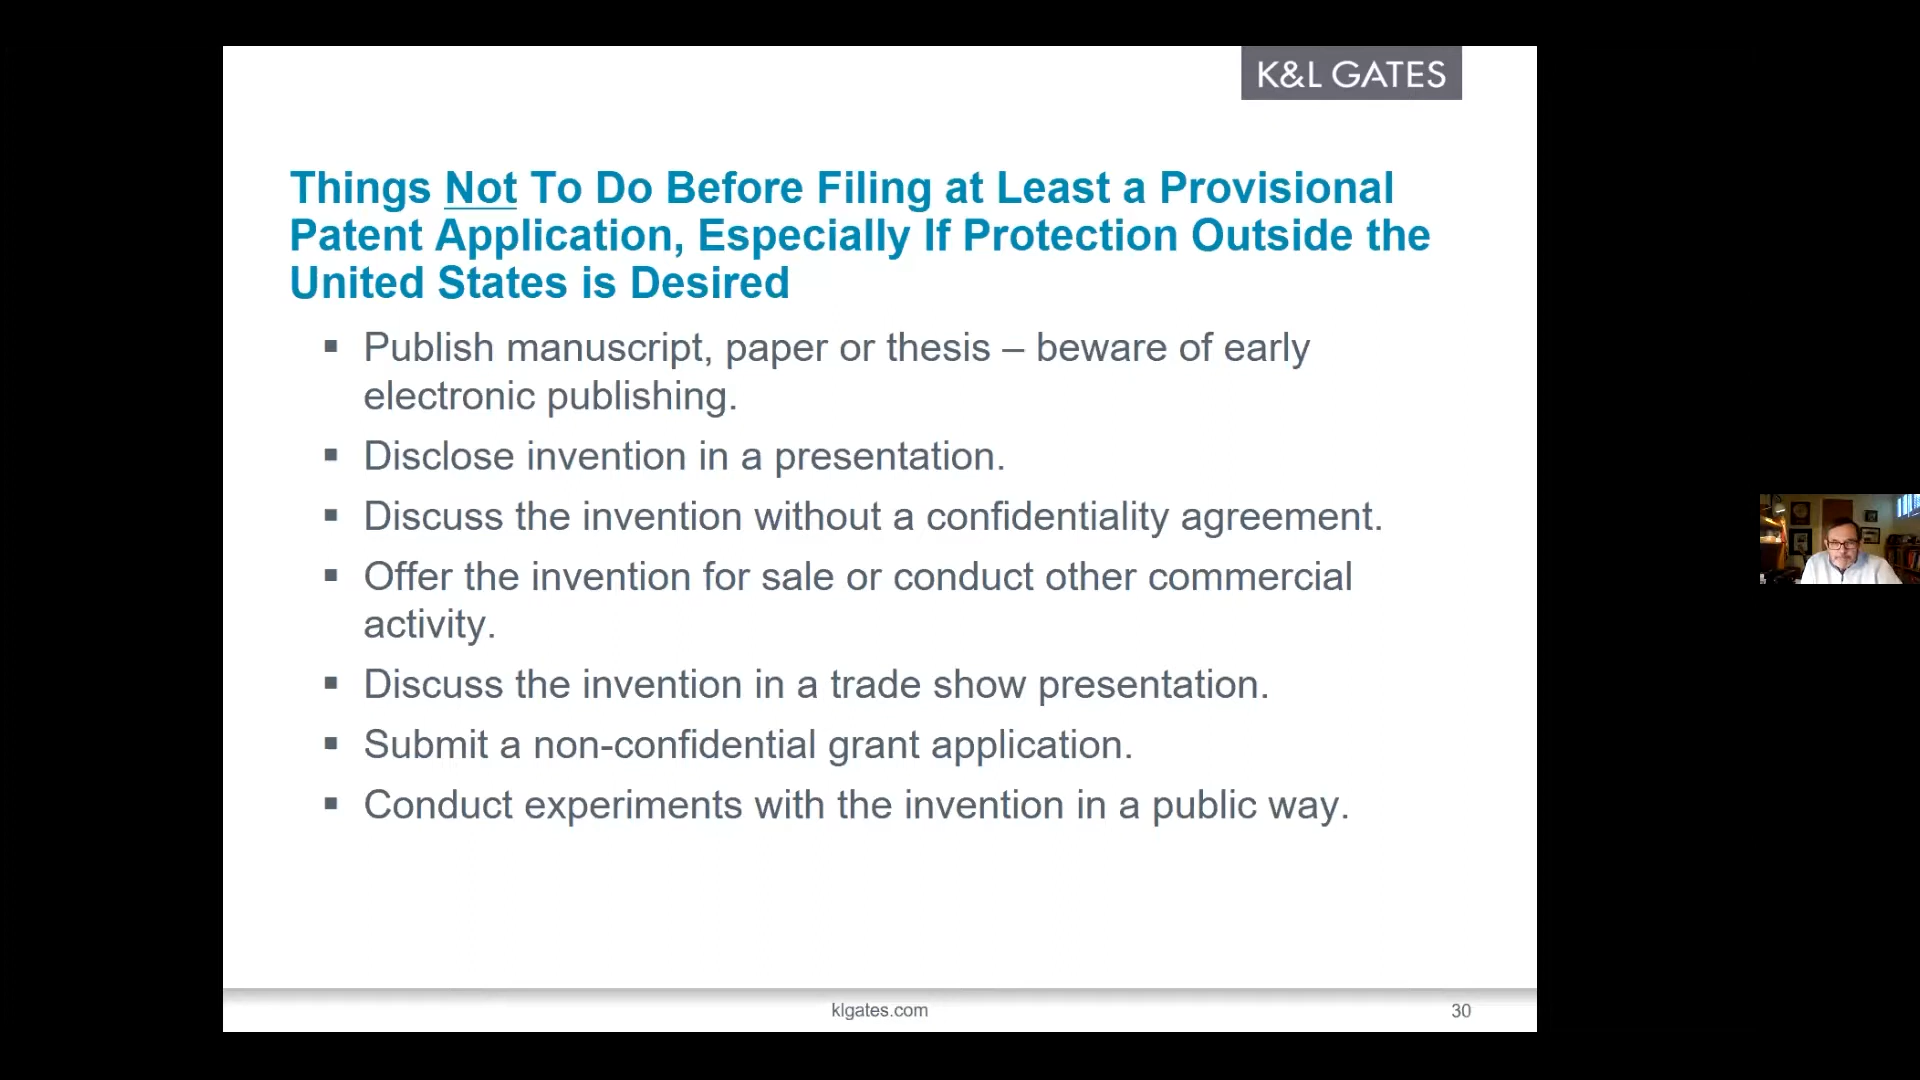 K&L GATES
Things Not To Do Before Filing at Least a Provisional
Patent Application, Especially If Protection Outside the
United States is Desired
▪ Publish manuscript, paper or thesis – beware of early
electronic publishing.
▪ Disclose invention in a presentation.
▪ Discuss the invention without a confidentiality agreement.
▪ Offer the invention for sale or conduct other commercial
activity.
▪ Discuss the invention in a trade show presentation.
▪ Submit a non-confidential grant application.
▪ Conduct experiments with the invention in a public way.
klgates.com
30